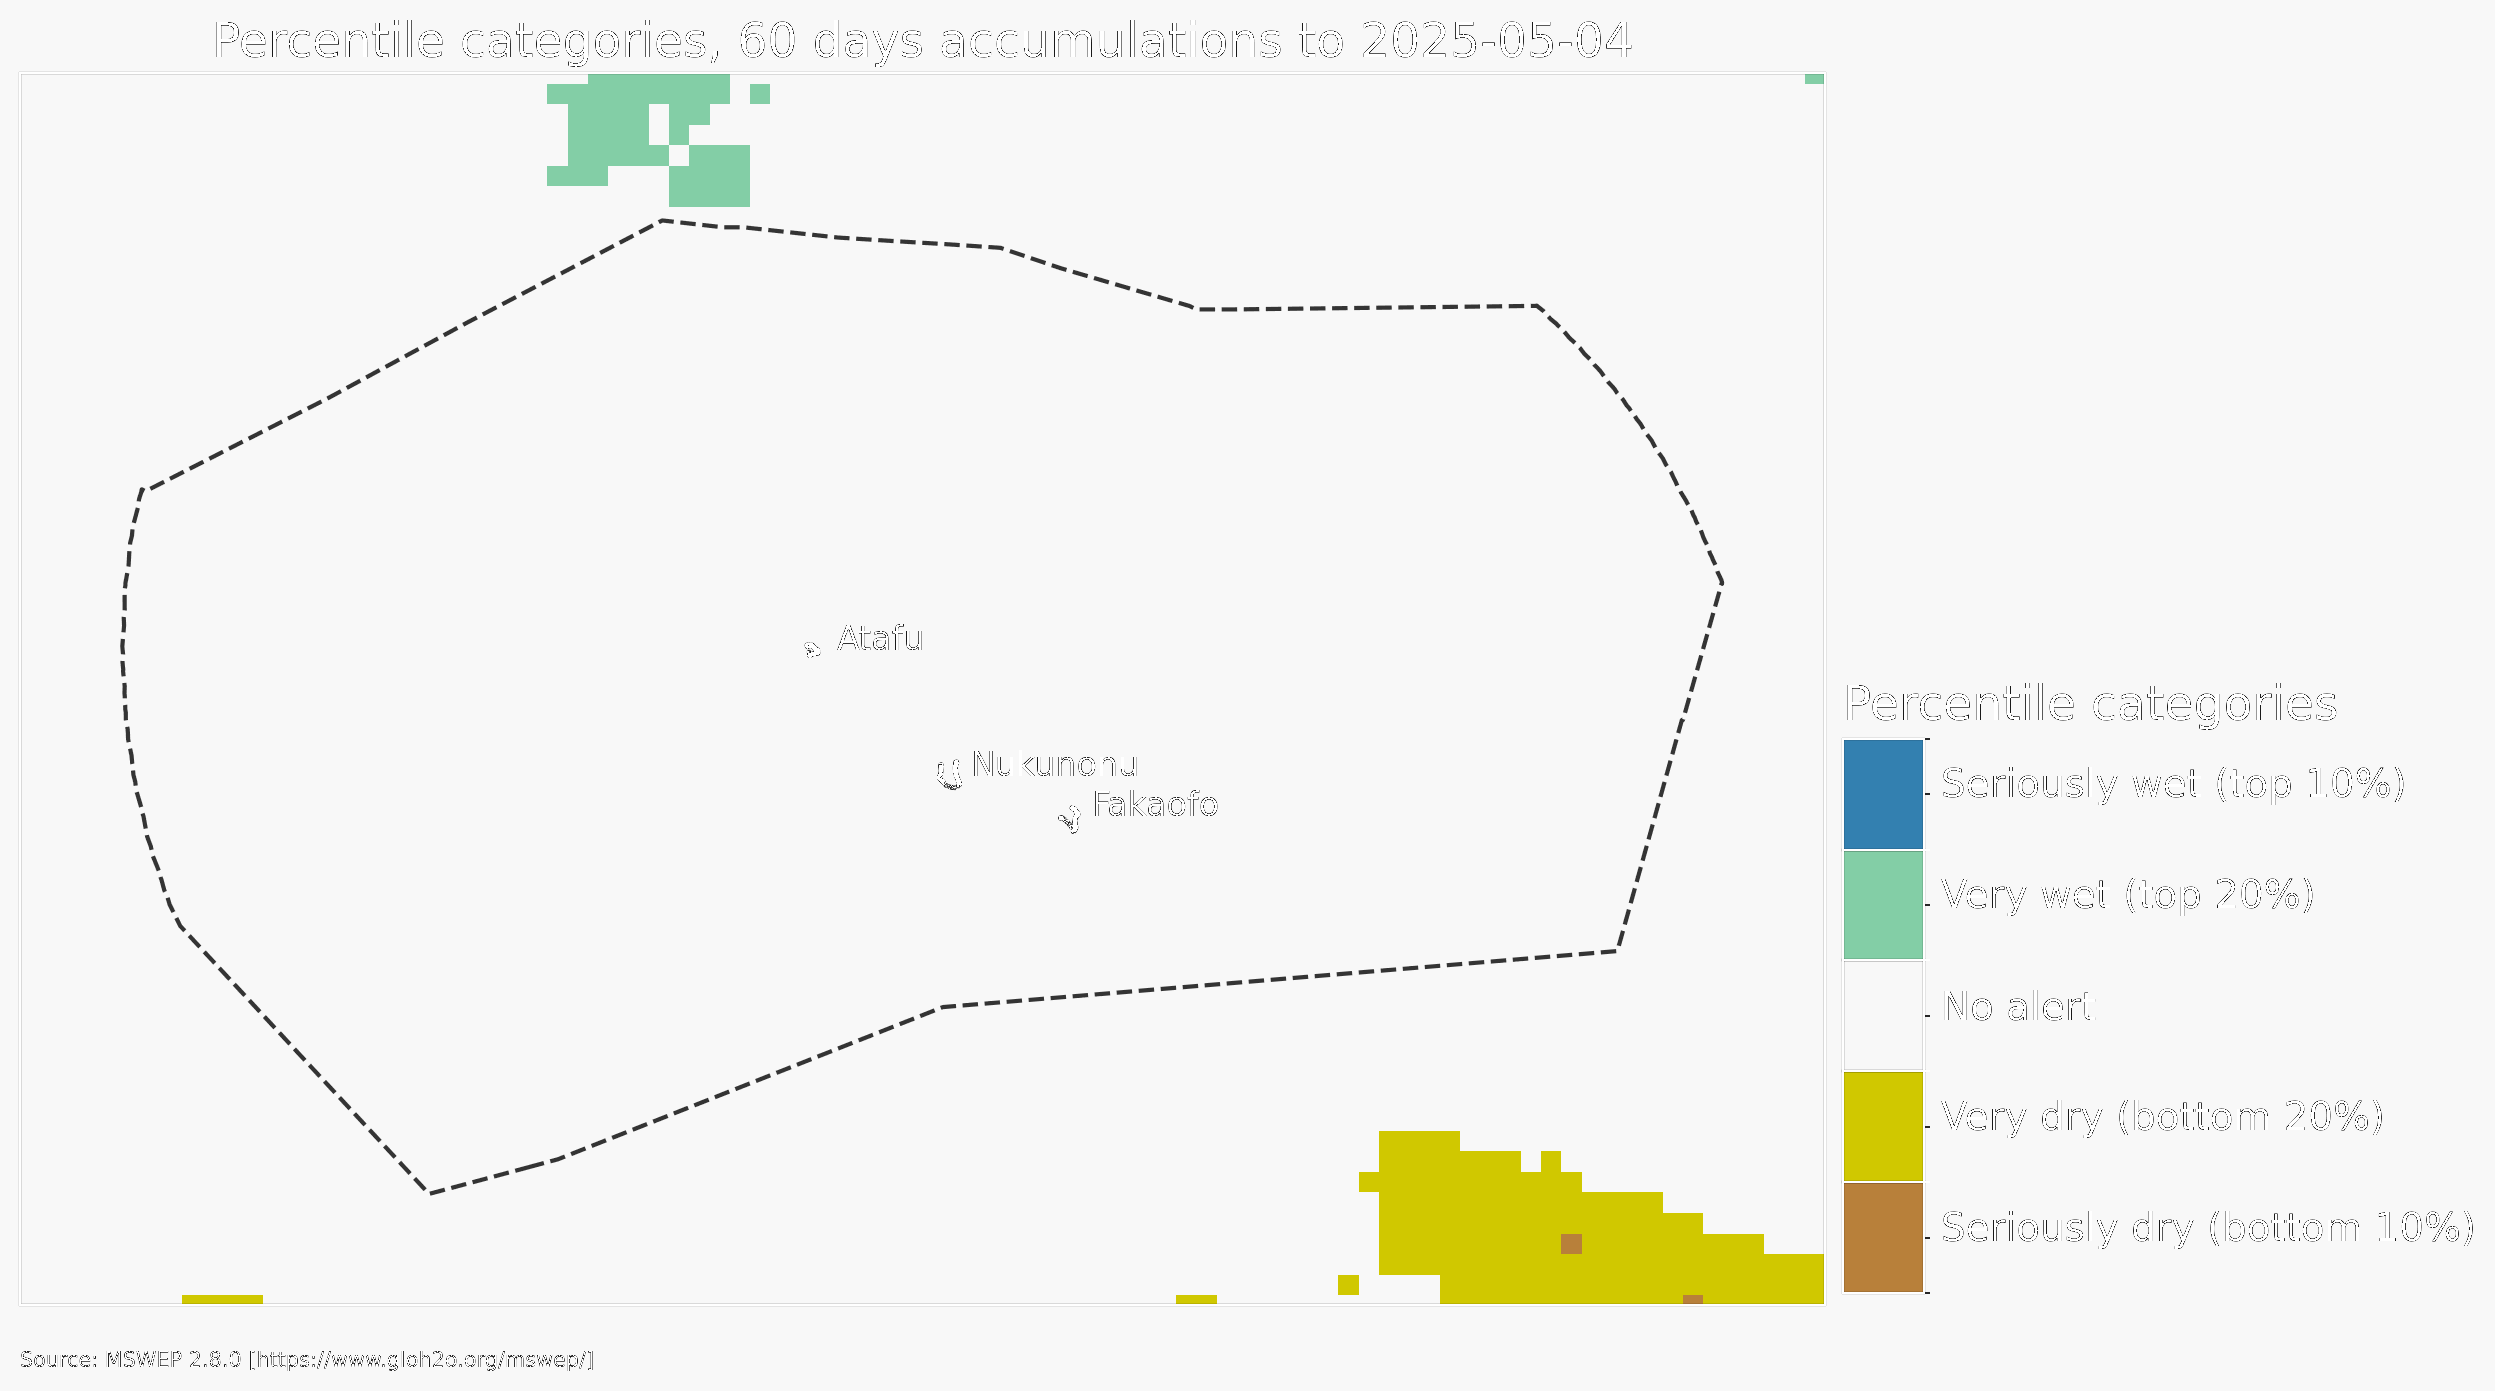 Percentile categories, 60 days accumulations to 2025-05-04
Atafu
Nukunonu
Fakaofo
Percentile categories
Seriously wet (top 10%)
Very wet (top 20%)
No alert
Very dry (bottom 20%)
Seriously dry (bottom 10%)
Source: MSWEP 2.8.0 [https://www.gloh2o.org/mswep/]